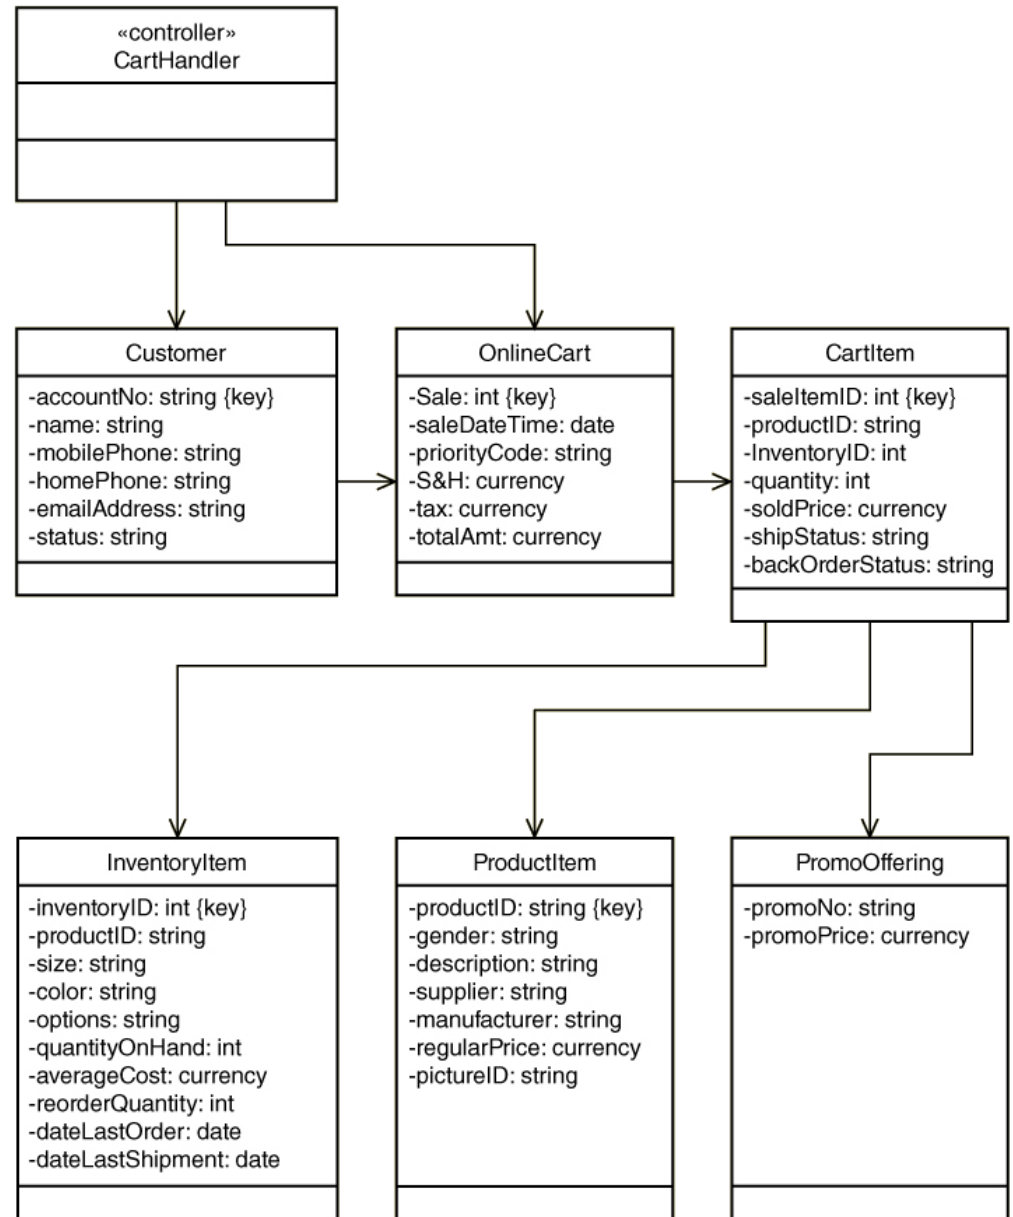 «controller»
CartHandler
Customer
-accountNo: string {key}
-name: string
-mobilePhone: string
-homePhone: string
-emailAddress: string
-status: string
OnlineCart
-Sale: int {key}
-saleDateTime: date
-priorityCode: string
-S&H: currency
-tax: currency
-totalAmt: currency
CartItem
-saleItemID: int {key}
-productID: string
-InventoryID: int
-quantity: int
-soldPrice: currency
-shipStatus: string
-backOrderStatus: string
InventoryItem
-inventoryID: int {key}
-productID: string
-size: string
-color: string
-options: string
-quantityOnHand: int
-averageCost: currency
-reorderQuantity: int
-dateLastOrder: date
-dateLastShipment: date
ProductItem
-productID: string {key}
-gender: string
-description: string
-supplier: string
-manufacturer: string
-regularPrice: currency
-pictureID: string
PromoOffering
-promoNo: string
-promoPrice: currency